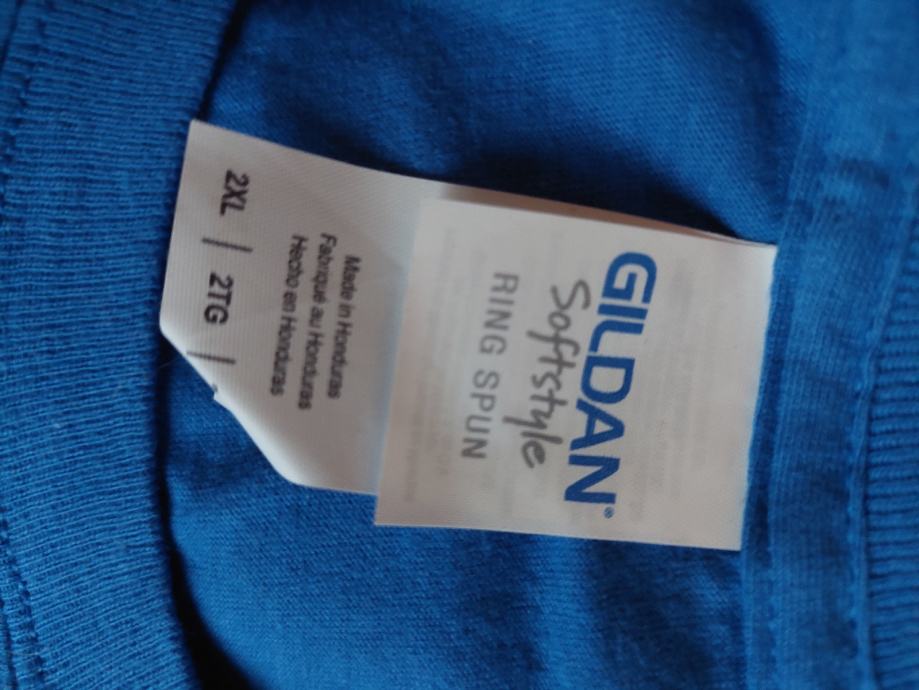 GILDAN®
Softstyle
RING SPUN
Made in Honduras
Fabriqué au Honduras
Hecho en Honduras
2XL | 2TG |